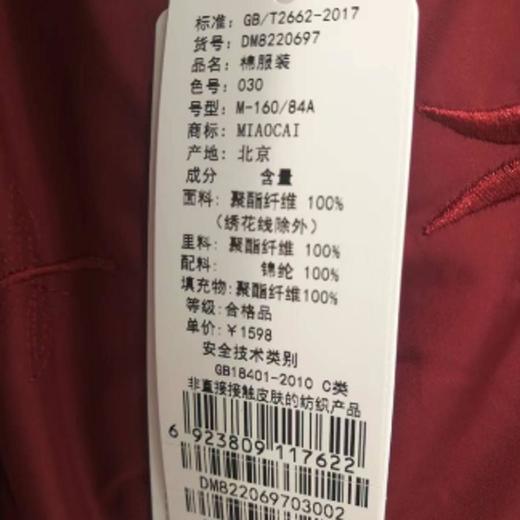 标准：GB/T2662-2017
货号：DM8220697
品名：棉服装
色号：030
号型：M-160/84A
商标：MIAOCAI
产地：北京
成分 含量
面料：聚酯纤维 100%
（绣花线除外）
里料：聚酯纤维 100%
配料： 锦纶 100%
填充物:聚酯纤维100%
等级:合格品
单价:￥1598
安全技术类别
GB18401-2010 C类
非直接接触皮肤的纺织产品
6 923809 117622
DM822069703002